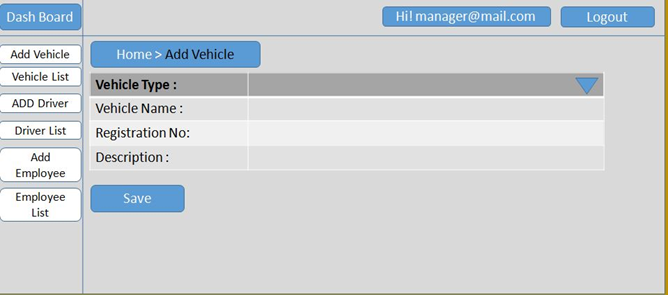 Dash Board
Hi! manager@mail.com
Logout
Add Vehicle
Vehicle List
ADD Driver
Driver List
Add
Employee
Employee
List
Home > Add Vehicle
Vehicle Type :
Vehicle Name :
Registration No:
Description :
Save